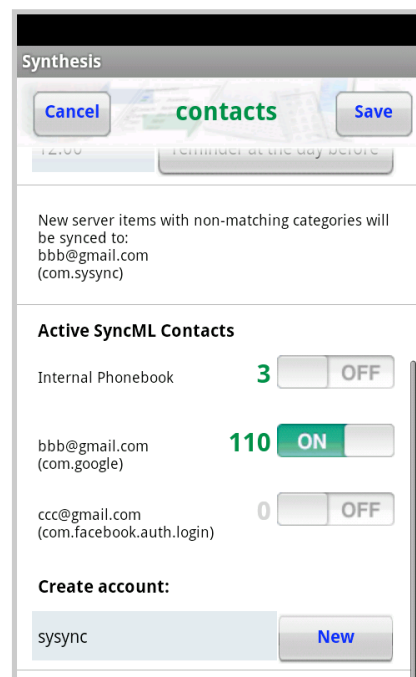 Synthesis
Cancel contacts Save
12:00 reminder at the day before
New server items with non-matching categories will
be synced to:
bbb@gmail.com
(com.sysync)
Active SyncML Contacts
Internal Phonebook 3 OFF
bbb@gmail.com 110 ON
(com.google)
ccc@gmail.com 0 OFF
(com.facebook.auth.login)
Create account:
sysync New